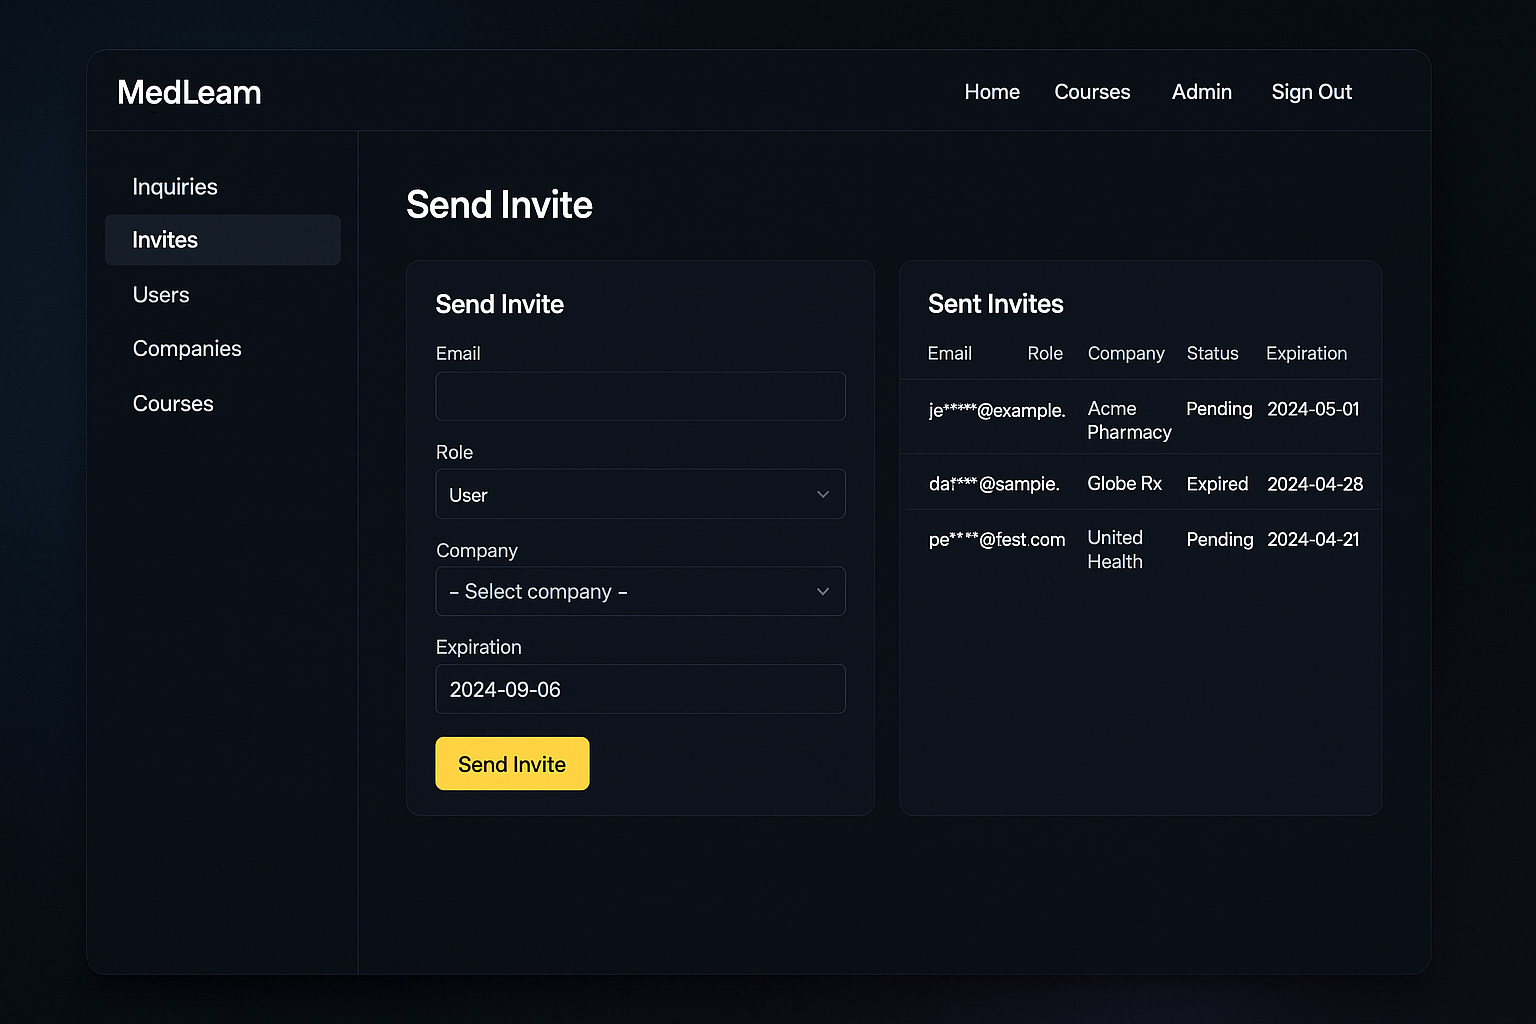 MedLeam
Home Courses Admin Sign Out
Inquiries
Invites
Users
Companies
Courses
Send Invite
Send Invite
Email
Role
User
Company
– Select company –
Expiration
2024-09-06
Send Invite
Sent Invites
Email Role Company Status Expiration
je*****@example. Acme Pending 2024-05-01
Pharmacy
Globe Rx Expired 2024-04-28
pe****@fest.com United Pending 2024-04-21
Health